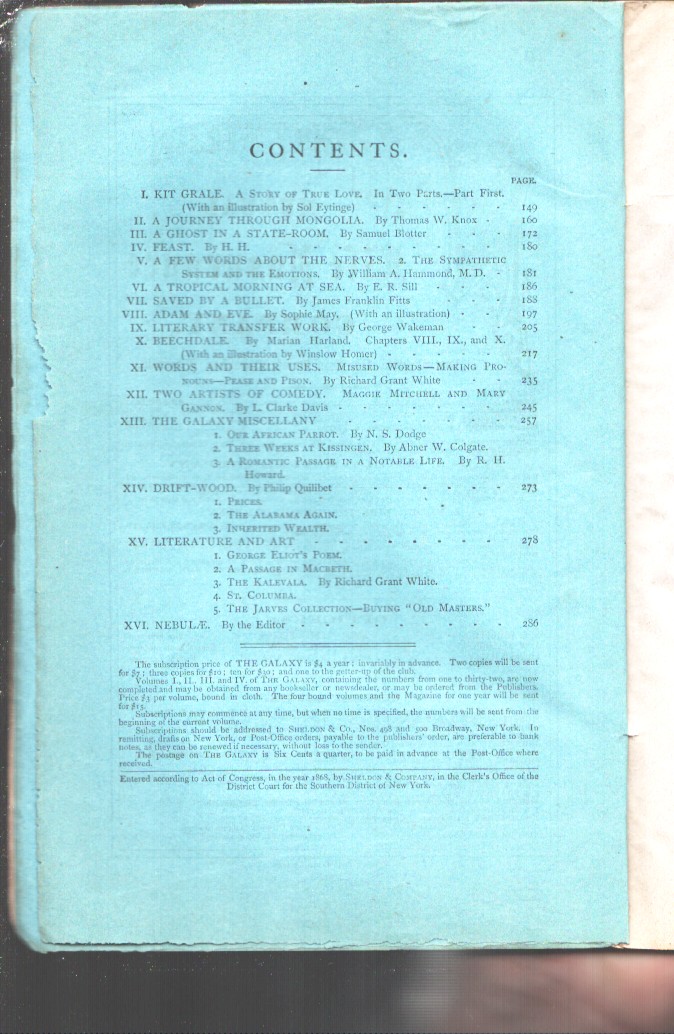 CONTENTS.
PAGE.
I. KIT GRALE. A STORY OF TRUE LOVE. In Two Parts.—Part First.
(With an illustration by Sol Eytinge) - - - - - 149
II. A JOURNEY THROUGH MONGOLIA. By Thomas W. Knox - 160
III. A GHOST IN A STATE-ROOM. By Samuel Blotter - - - 172
IV. FEAST. By H. H. - - - - - - - - - 180
V. A FEW WORDS ABOUT THE NERVES. 2. THE SYMPATHETIC
SYSTEM AND THE EMOTIONS. By William A. Hammond, M.D. - 181
VI. A TROPICAL MORNING AT SEA. By E. R. Sill - - - 186
VII. SAVED BY A BULLET. By James Franklin Fitts - - - 188
VIII. ADAM AND EVE. By Sophie May. (With an illustration) - - 197
IX. LITERARY TRANSFER WORK. By George Wakeman - - 205
X. BEECHDALE. By Marian Harland. Chapters VIII., IX., and X.
(With an illustration by Winslow Homer) - - - - - 217
XI. WORDS AND THEIR USES. MISUSED WORDS—MAKING PRO-
NOUNS—PEASE AND PISON. By Richard Grant White - - 235
XII. TWO ARTISTS OF COMEDY. MAGGIE MITCHELL AND MARY
GANNON. By L. Clarke Davis - - - - - - - 245
XIII. THE GALAXY MISCELLANY - - - - - - 257
1. OUR AFRICAN PARROT. By N. S. Dodge
2. THREE WEEKS AT KISSINGEN. By Abner W. Colgate.
3. A ROMANTIC PASSAGE IN A NOTABLE LIFE. By R. H.
Howard.
XIV. DRIFT-WOOD. By Philip Quilibet - - - - - - - 273
1. PRICES.
2. THE ALABAMA AGAIN.
3. INHERITED WEALTH.
XV. LITERATURE AND ART - - - - - - - - 278
1. GEORGE ELIOT'S POEM.
2. A PASSAGE IN MACBETH.
3. THE KALEVALA. By Richard Grant White.
4. ST. COLUMBA.
5. THE JARVES COLLECTION—BUYING "OLD MASTERS."
XVI. NEBULÆ. By the Editor - - - - - - - - - 286
The subscription price of THE GALAXY is $4 a year; invariably in advance. Two copies will be sent
for $7; three copies for $10; ten for $30; and one to the getter-up of the club.
Volumes I., II., III. and IV. of THE GALAXY, containing the numbers from one to thirty-two, are now
completed and may be obtained from any bookseller or newsdealer, or may be ordered from the Publishers.
Price $3 per volume, bound in cloth. The four bound volumes and the Magazine for one year will be sent
for $15.
Subscriptions may commence at any time, but when no time is specified, the numbers will be sent from the
beginning of the current volume.
Subscriptions should be addressed to SHELDON & CO., Nos. 498 and 500 Broadway, New York. In
remitting, drafts on New York, or Post-Office orders, payable to the publishers' order, are preferable to bank
notes, as they can be renewed if necessary, without loss to the sender.
The postage on THE GALAXY is Six Cents a quarter, to be paid in advance at the Post-Office where
received.
Entered according to Act of Congress, in the year 1868, by SHELDON & COMPANY, in the Clerk's Office of the
District Court for the Southern District of New York.